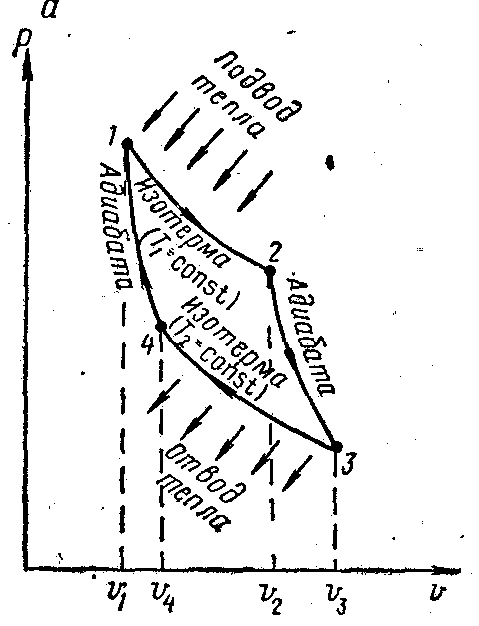 а
p
Подвод
тепла
1
Адиабата
Изотерма
(T₁=const)
2
Адиабата
Изотерма
(T₂=const)
4
3
Отвод
тепла
v₁ v₄ v₂ v₃ v